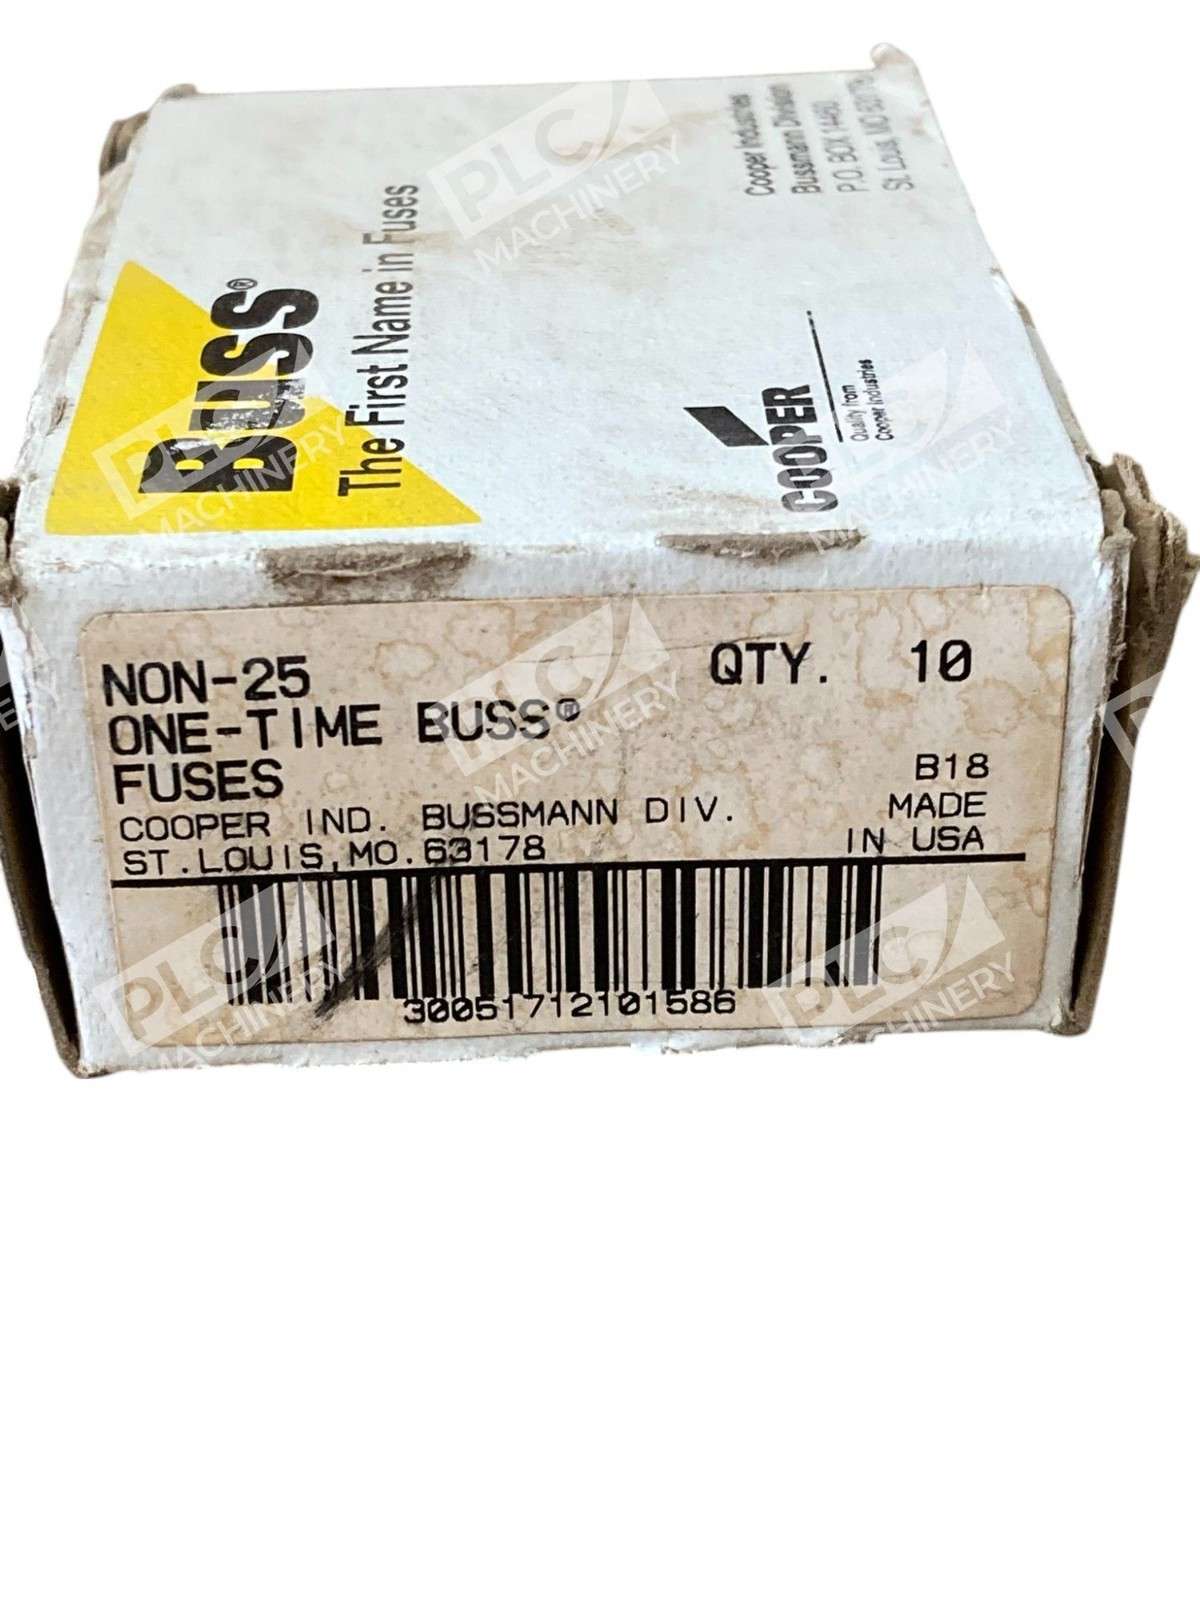 BUSS®
The First Name in Fuses
Cooper Industries
Bussmann Division
P.O. BOX 14460
St. Louis, MO 63178
COOPER
Quality from
Cooper Industries
NON-25 QTY. 10
ONE-TIME BUSS®
FUSES B18
COOPER IND. BUSSMANN DIV. MADE
ST.LOUIS,MO.63178 IN USA
30051712101586
PLC
MACHINERY